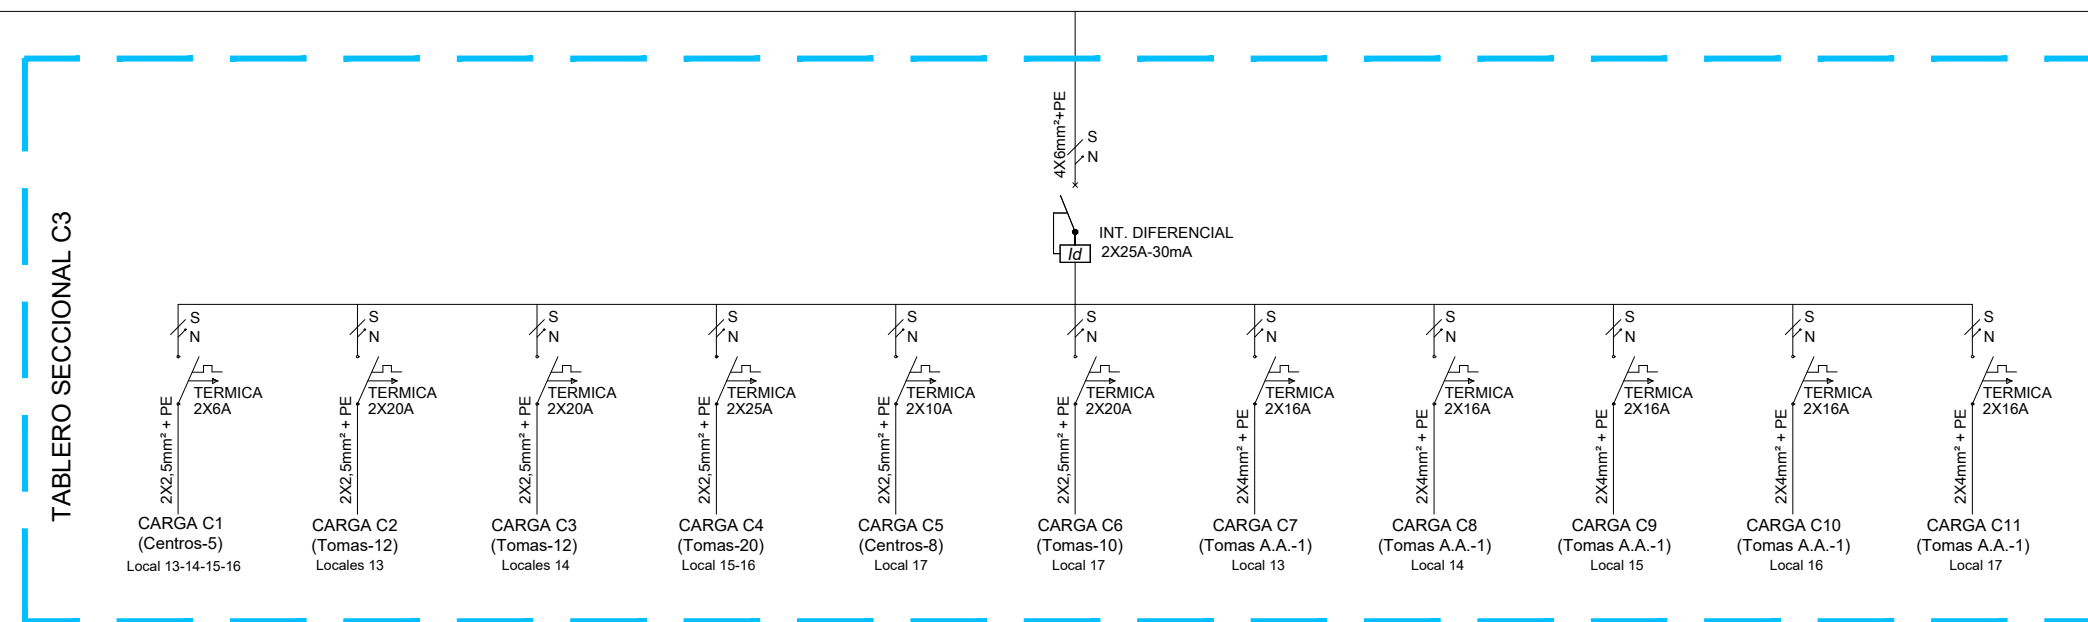 TABLERO SECCIONAL C3
4X6mm²+PE
S
N
INT. DIFERENCIAL
2X25A-30mA
Id
S
N
TERMICA
2X6A
2X2,5mm² + PE
CARGA C1
(Centros-5)
Local 13-14-15-16
S
N
TERMICA
2X20A
2X2,5mm² + PE
CARGA C2
(Tomas-12)
Locales 13
S
N
TERMICA
2X20A
2X2,5mm² + PE
CARGA C3
(Tomas-12)
Locales 14
S
N
TERMICA
2X25A
2X2,5mm² + PE
CARGA C4
(Tomas-20)
Local 15-16
S
N
TERMICA
2X10A
2X2,5mm² + PE
CARGA C5
(Centros-8)
Local 17
S
N
TERMICA
2X20A
2X2,5mm² + PE
CARGA C6
(Tomas-10)
Local 17
S
N
TERMICA
2X16A
2X4mm² + PE
CARGA C7
(Tomas A.A.-1)
Local 13
S
N
TERMICA
2X16A
2X4mm² + PE
CARGA C8
(Tomas A.A.-1)
Local 14
S
N
TERMICA
2X16A
2X4mm² + PE
CARGA C9
(Tomas A.A.-1)
Local 15
S
N
TERMICA
2X16A
2X4mm² + PE
CARGA C10
(Tomas A.A.-1)
Local 16
S
N
TERMICA
2X16A
2X4mm² + PE
CARGA C11
(Tomas A.A.-1)
Local 17